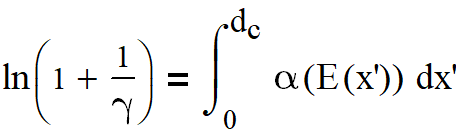 ln(1 + 1/γ) = ∫₀^{d_c} α(E(x')) dx'